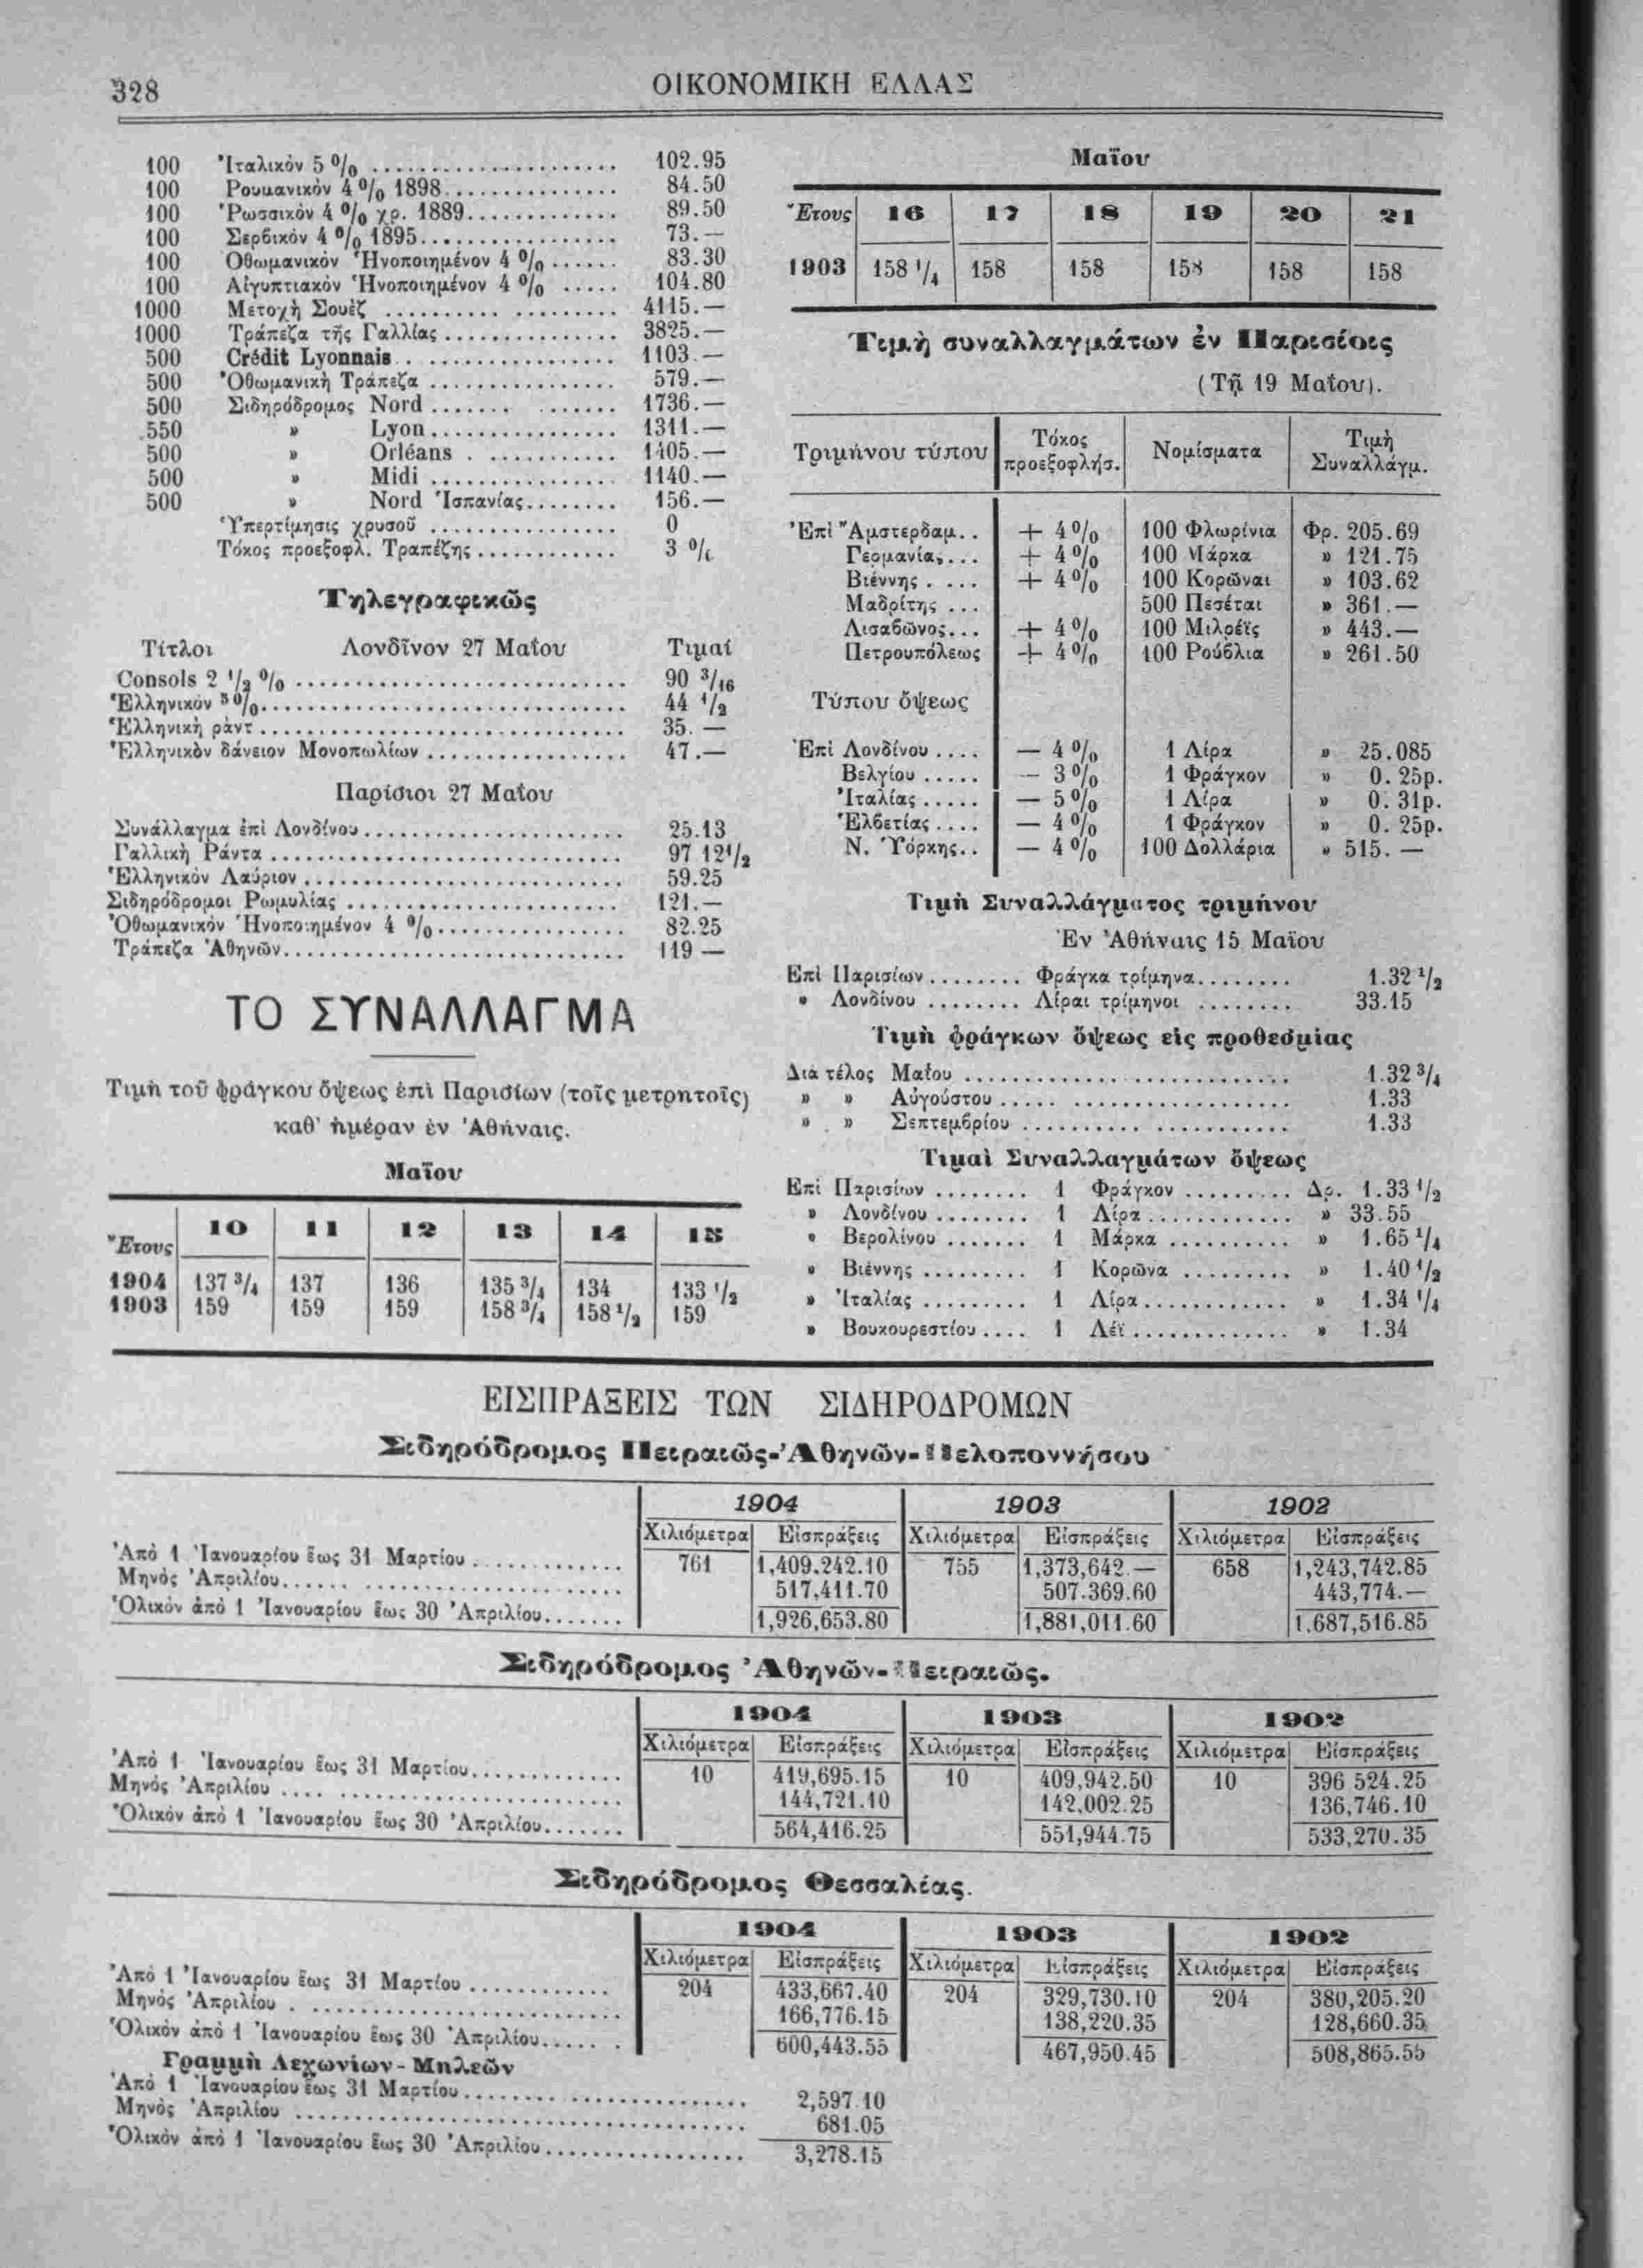 328
ΟΙΚΟΝΟΜΙΚΗ ΕΛΛΑΣ
100 Ἰταλικόν 5 % 102.95
100 Ρουμανικόν 4 % 1898 84.50
100 Ῥωσσικόν 4 % χρ. 1889 89.50
100 Σερβικόν 4 % 1895 73.—
100 Οθωμανικόν Ἡνοποιημένον 4 % 83.30
100 Αἰγυπτιακόν Ἡνοποιημένον 4 % 104.80
1000 Μετοχὴ Σουὲζ 4115.—
1000 Τράπεζα τῆς Γαλλίας 3825.—
500 Crédit Lyonnais 1103.—
500 Ὀθωμανικὴ Τράπεζα 579.—
500 Σιδηρόδρομος Nord 1736.—
550 » Lyon 1311.—
500 » Orléans 1405.—
500 » Midi 1140.—
500 » Nord Ἰσπανίας 156.—
Ὑπερτίμησις χρυσοῦ 0
Τόκος προεξοφλ. Τραπέζης 3 %
Τηλεγραφικῶς
Τίτλοι Λονδῖνον 27 Μαΐου Τιμαί
Consols 2 1/2 % 90 3/16
Ἑλληνικόν 5 % 44 1/2
Ἑλληνικὴ ρὰντ 35.—
Ἑλληνικὸν δάνειον Μονοπωλίων 47.—
Παρίσιοι 27 Μαΐου
Συνάλλαγμα ἐπὶ Λονδίνου 25.13
Γαλλικὴ Ράντα 97 12 1/2
Ἑλληνικόν Λαύριον 59.25
Σιδηρόδρομοι Ρωμυλίας 121.—
Ὀθωμανικόν Ἡνοποιημένον 4 % 82.25
Τράπεζα Ἀθηνῶν 119 —
ΤΟ ΣΥΝΑΛΛΑΓΜΑ
Τιμὴ τοῦ φράγκου ὄψεως ἐπὶ Παρισίων (τοῖς μετρητοῖς)
καθ' ἡμέραν ἐν Ἀθήναις.
Μαΐου
Ἔτους 10 11 12 13 14 15
1904 137 3/4 137 136 135 3/4 134 133 1/2
1903 159 159 159 158 3/4 158 1/2 159
Μαΐου
Ἔτους 16 17 18 19 20 21
1903 158 1/4 158 158 158 158 158
Τιμὴ συναλλαγμάτων ἐν Παρισίοις
(Τῇ 19 Μαΐου).
Τριμήνου τύπου Τόκος προεξοφλήσ. Νομίσματα Τιμὴ Συναλλάγμ.
Ἐπὶ Ἄμστερδαμ.. + 4 % 100 Φλωρίνια Φρ. 205.69
Γερμανίας... + 4 % 100 Μάρκα » 121.75
Βιέννης.... + 4 % 100 Κορῶναι » 103.62
Μαδρίτης... 500 Πεσέται » 361.—
Λισαβῶνος... + 4 % 100 Μιλρέϊς » 443.—
Πετρουπόλεως + 4 % 100 Ρούβλια » 261.50
Τύπου ὄψεως
Ἐπὶ Λονδίνου.... — 4 % 1 Λίρα » 25.085
Βελγίου..... — 3 % 1 Φράγκον » 0.25p.
Ἰταλίας..... — 5 % 1 Λίρα » 0.31p.
Ἑλβετίας.... — 4 % 1 Φράγκον » 0.25p.
Ν. Ὑόρκης.. — 4 % 100 Δολλάρια » 515.—
Τιμὴ Συναλλάγματος τριμήνου
Ἐν Ἀθήναις 15 Μαΐου
Επὶ Παρισίων Φράγκα τρίμηνα 1.32 1/2
» Λονδίνου Λίραι τρίμηνοι 33.15
Τιμὴ φράγκων ὄψεως εἰς προθεσμίας
Διὰ τέλος Μαΐου 1.32 3/4
» » Αὐγούστου 1.33
» » Σεπτεμβρίου 1.33
Τιμαὶ Συναλλαγμάτων ὄψεως
Επὶ Παρισίων 1 Φράγκον Δρ. 1.33 1/2
» Λονδίνου 1 Λίρα » 33.55
» Βερολίνου 1 Μάρκα » 1.65 1/4
» Βιέννης 1 Κορῶνα » 1.40 1/2
» Ἰταλίας 1 Λίρα » 1.34 1/4
» Βουκουρεστίου 1 Λέϊ » 1.34
ΕΙΣΠΡΑΞΕΙΣ ΤΩΝ ΣΙΔΗΡΟΔΡΟΜΩΝ
Σιδηρόδρομος Πειραιῶς-Ἀθηνῶν-Πελοποννήσου
1904 1903 1902
Χιλιόμετρα Εἰσπράξεις Χιλιόμετρα Εἰσπράξεις Χιλιόμετρα Εἰσπράξεις
Ἀπὸ 1 Ἰανουαρίου ἕως 31 Μαρτίου 761 1,409.242.10 755 1,373,642.— 658 1,243,742.85
Μηνὸς Ἀπριλίου 517,411.70 507.369.60 443,774.—
Ὁλικὸν ἀπὸ 1 Ἰανουαρίου ἕως 30 Ἀπριλίου 1,926,653.80 1,881,011.60 1.687,516.85
Σιδηρόδρομος Ἀθηνῶν-Πειραιῶς.
1904 1903 1902
Χιλιόμετρα Εἰσπράξεις Χιλιόμετρα Εἰσπράξεις Χιλιόμετρα Εἰσπράξεις
Ἀπὸ 1 Ἰανουαρίου ἕως 31 Μαρτίου 10 419,695.15 10 409,942.50 10 396 524.25
Μηνὸς Ἀπριλίου 144,721.10 142,002.25 136,746.10
Ὁλικὸν ἀπὸ 1 Ἰανουαρίου ἕως 30 Ἀπριλίου 564,416.25 551,944.75 533,270.35
Σιδηρόδρομος Θεσσαλίας.
1904 1903 1902
Χιλιόμετρα Εἰσπράξεις Χιλιόμετρα Εἰσπράξεις Χιλιόμετρα Εἰσπράξεις
Ἀπὸ 1 Ἰανουαρίου ἕως 31 Μαρτίου 204 433,667.40 204 329,730.10 204 380,205.20
Μηνὸς Ἀπριλίου 166,776.15 138,220.35 128,660.35
Ὁλικὸν ἀπὸ 1 Ἰανουαρίου ἕως 30 Ἀπριλίου 600,443.55 467,950.45 508,865.55
Γραμμὴ Λεχωνίων - Μηλεῶν
Ἀπὸ 1 Ἰανουαρίου ἕως 31 Μαρτίου 2,597.10
Μηνὸς Ἀπριλίου 681.05
Ὁλικὸν ἀπὸ 1 Ἰανουαρίου ἕως 30 Ἀπριλίου 3,278.15